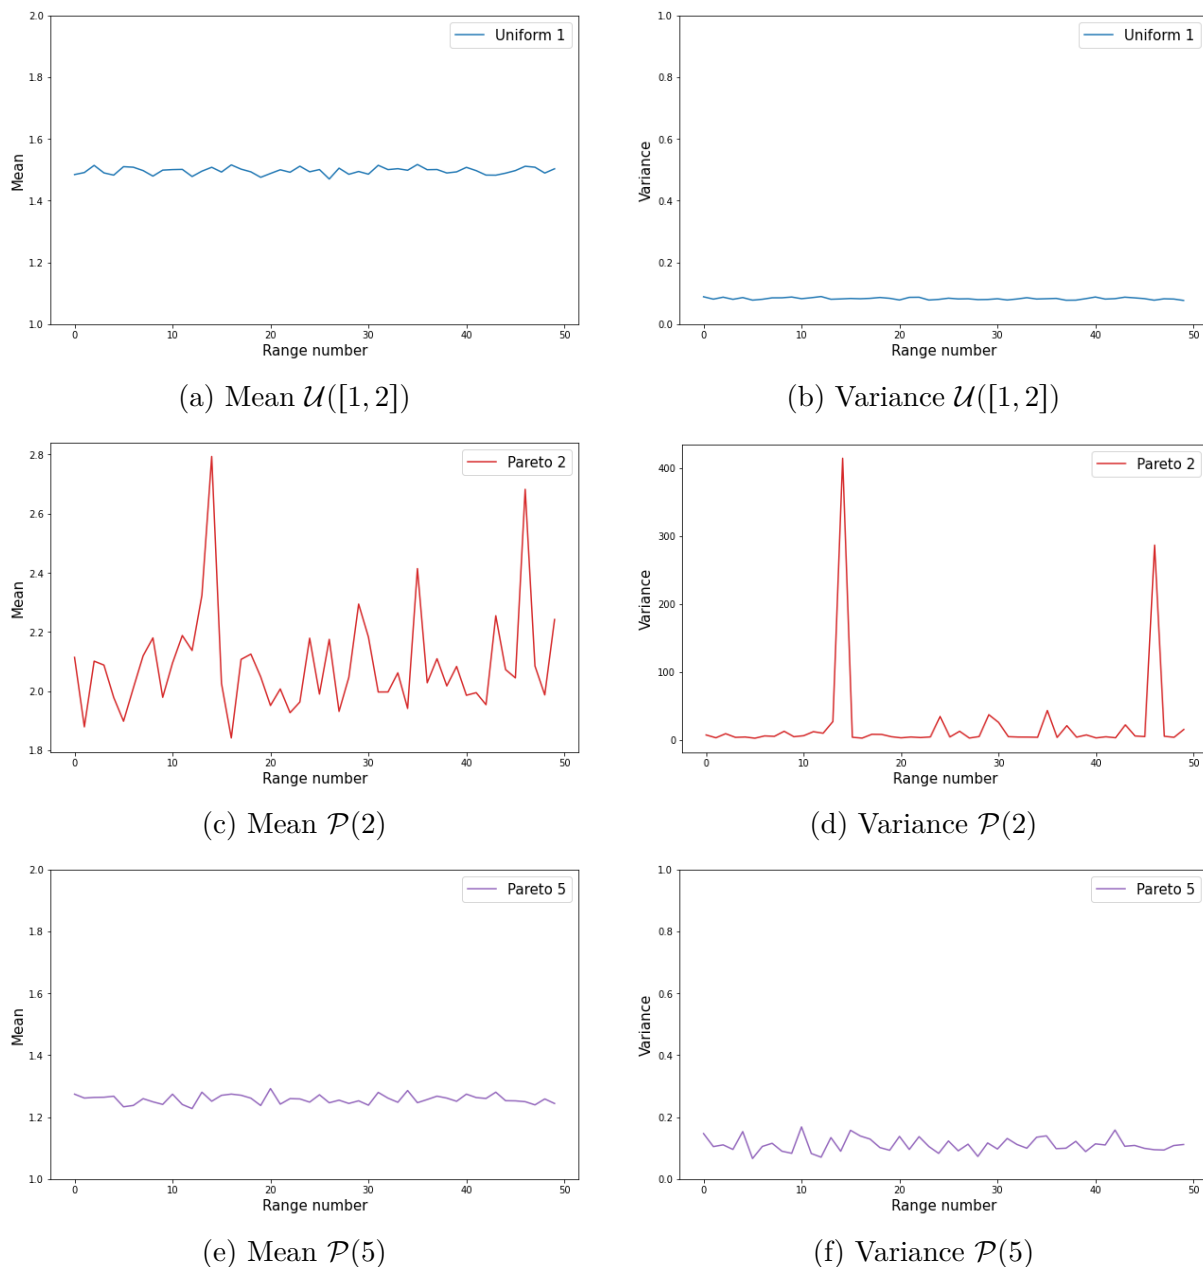 2.0
1.8
1.6
1.4
1.2
1.0
Mean
Uniform 1
0 10 20 30 40 50
Range number
(a) Mean 𝒰([1, 2])
1.0
0.8
0.6
0.4
0.2
0.0
Variance
Uniform 1
0 10 20 30 40 50
Range number
(b) Variance 𝒰([1, 2])
2.8
2.6
2.4
2.2
2.0
1.8
Mean
Pareto 2
0 10 20 30 40 50
Range number
(c) Mean 𝒫(2)
400
300
200
100
0
Variance
Pareto 2
0 10 20 30 40 50
Range number
(d) Variance 𝒫(2)
2.0
1.8
1.6
1.4
1.2
1.0
Mean
Pareto 5
0 10 20 30 40 50
Range number
(e) Mean 𝒫(5)
1.0
0.8
0.6
0.4
0.2
0.0
Variance
Pareto 5
0 10 20 30 40 50
Range number
(f) Variance 𝒫(5)